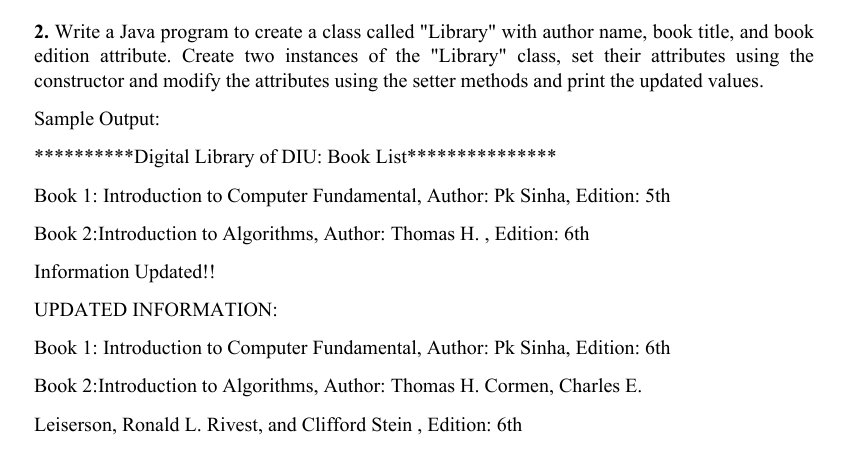 2. Write a Java program to create a class called "Library" with author name, book title, and book
edition attribute. Create two instances of the "Library" class, set their attributes using the
constructor and modify the attributes using the setter methods and print the updated values.
Sample Output:
**********Digital Library of DIU: Book List***************
Book 1: Introduction to Computer Fundamental, Author: Pk Sinha, Edition: 5th
Book 2:Introduction to Algorithms, Author: Thomas H. , Edition: 6th
Information Updated!!
UPDATED INFORMATION:
Book 1: Introduction to Computer Fundamental, Author: Pk Sinha, Edition: 6th
Book 2:Introduction to Algorithms, Author: Thomas H. Cormen, Charles E.
Leiserson, Ronald L. Rivest, and Clifford Stein , Edition: 6th